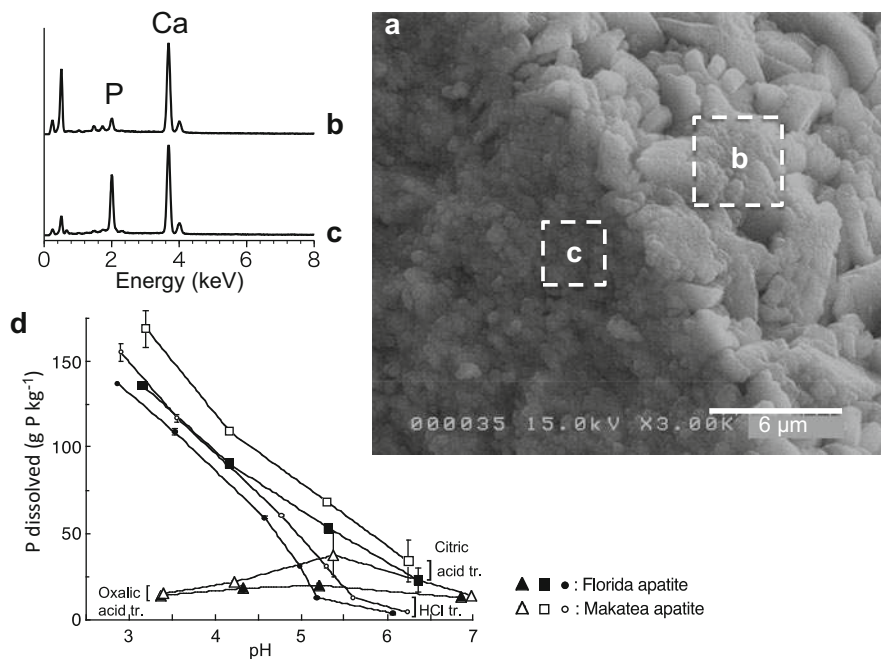 Ca
P
b
c
0 2 4 6 8
Energy (keV)
a
b
c
000035 15.0kV X3.00K 6 µm
d
P dissolved (g P kg⁻¹)
150
100
50
0
3 4 5 6 7
pH
Citric
acid tr.
Oxalic
acid tr.
HCl tr.
: Florida apatite
: Makatea apatite